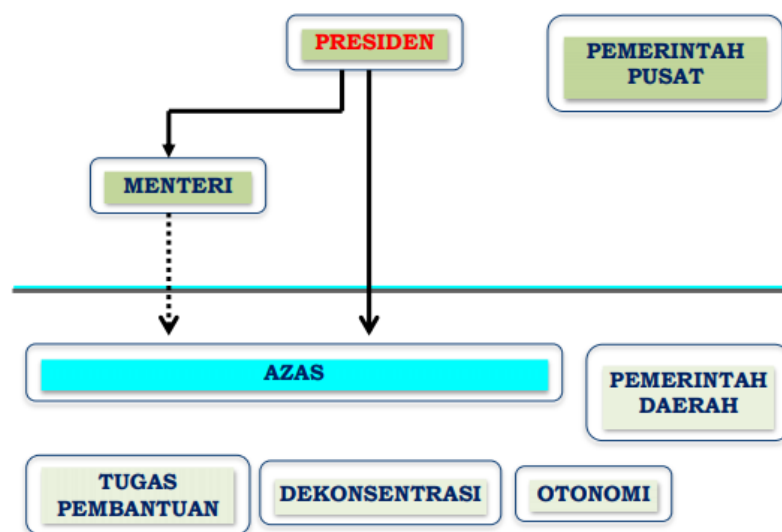 PRESIDEN
PEMERINTAH
PUSAT
MENTERI
AZAS
PEMERINTAH
DAERAH
TUGAS
PEMBANTUAN
DEKONSENTRASI
OTONOMI